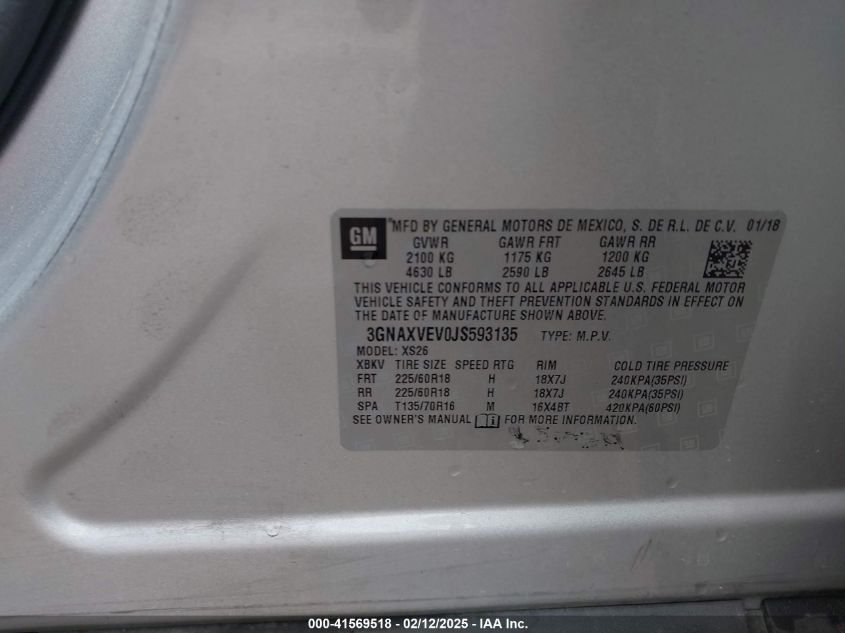 GM
*MFD BY GENERAL MOTORS DE MEXICO, S. DE R.L. DE C.V. 01/18
GVWR GAWR FRT GAWR RR
2100 KG 1175 KG 1200 KG
4630 LB 2590 LB 2645 LB
THIS VEHICLE CONFORMS TO ALL APPLICABLE U.S. FEDERAL MOTOR
VEHICLE SAFETY AND THEFT PREVENTION STANDARDS IN EFFECT ON
THE DATE OF MANUFACTURE SHOWN ABOVE.
3GNAXVEV0JS593135 TYPE: M.P.V.
MODEL: XS26
XBKV TIRE SIZE SPEED RTG RIM COLD TIRE PRESSURE
FRT 225/60R18 H 18X7J 240KPA(35PSI)
RR 225/60R18 H 18X7J 240KPA(35PSI)
SPA T135/70R16 M 16X4BT 420KPA(60PSI)
SEE OWNER'S MANUAL FOR MORE INFORMATION.
000-41569518 - 02/12/2025 - www.iaai.com - Copyright © 2025 IAA, Inc.